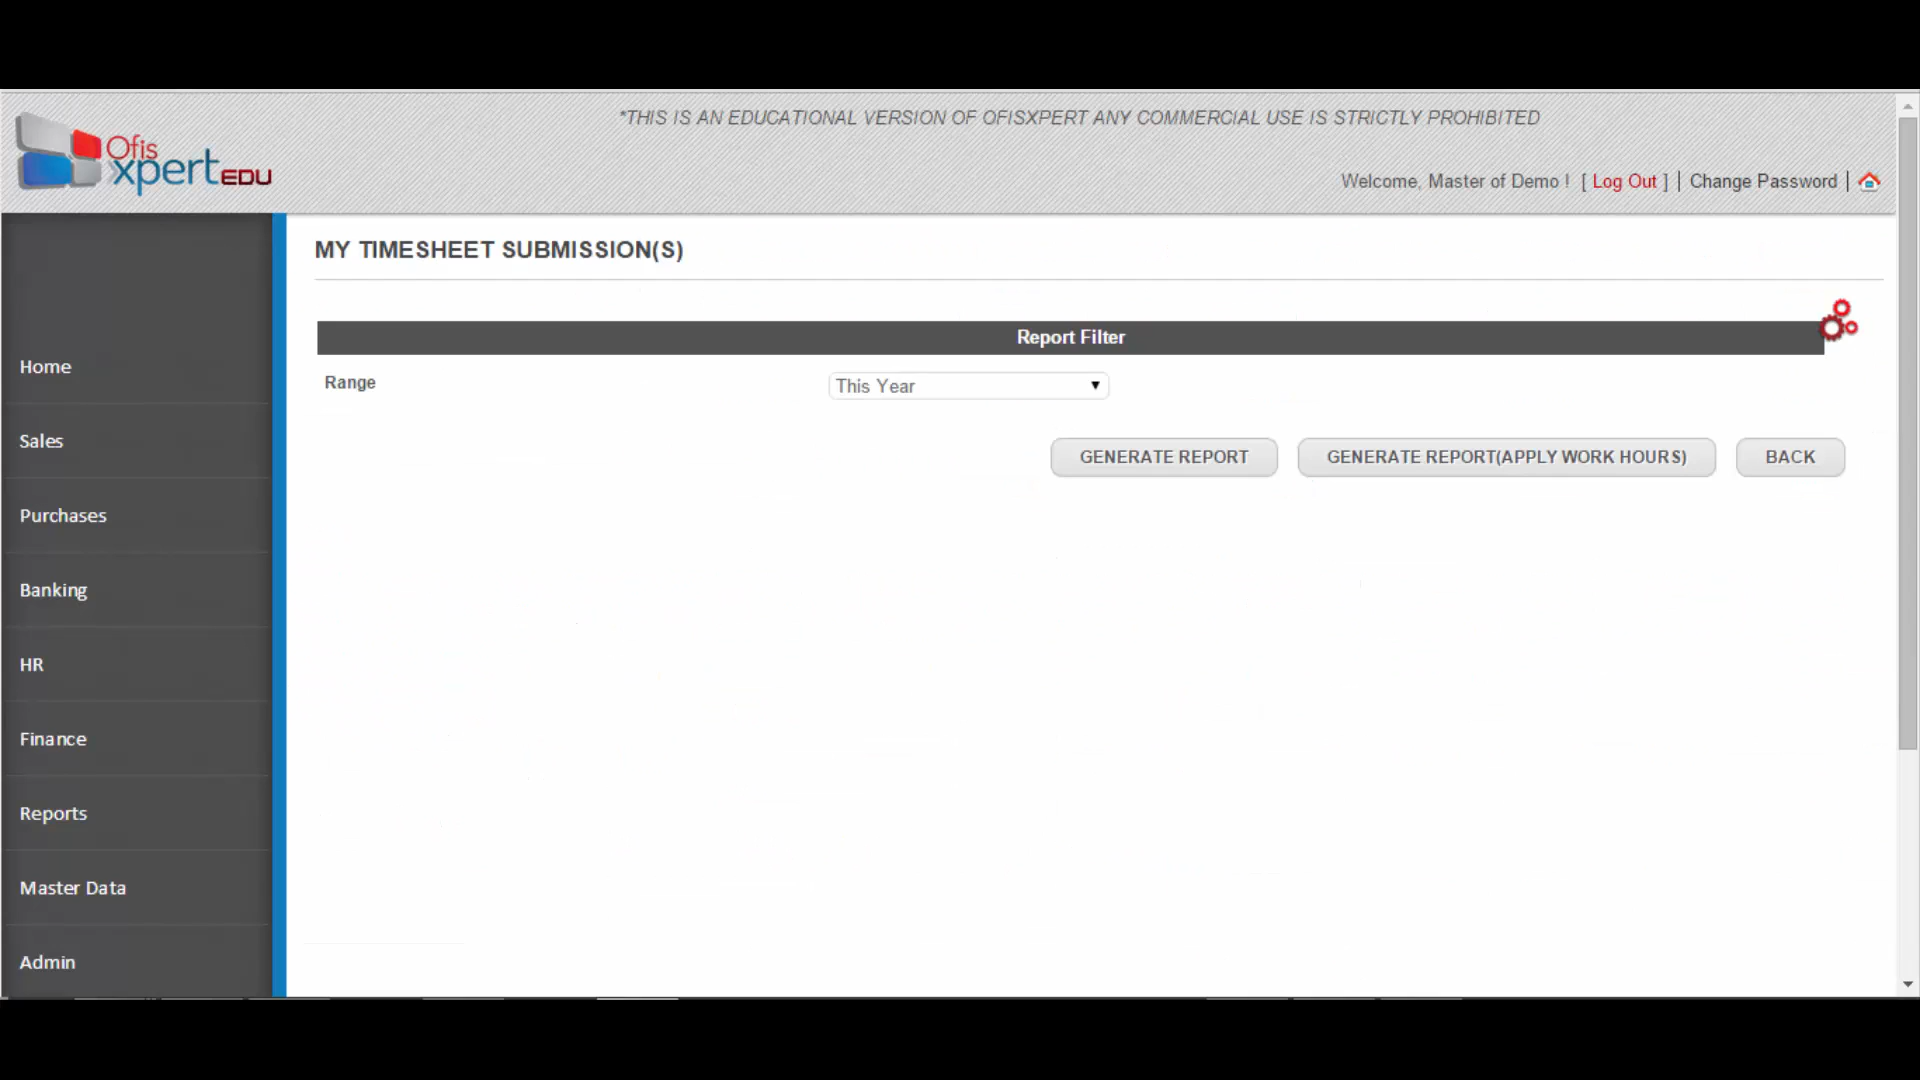 *THIS IS AN EDUCATIONAL VERSION OF OFISXPERT ANY COMMERCIAL USE IS STRICTLY PROHIBITED
Ofis
xpertEDU
Welcome, Master of Demo ! [ Log Out ] | Change Password |
MY TIMESHEET SUBMISSION(S)
Report Filter
Range
This Year
GENERATE REPORT
GENERATE REPORT(APPLY WORK HOURS)
BACK
Home
Sales
Purchases
Banking
HR
Finance
Reports
Master Data
Admin